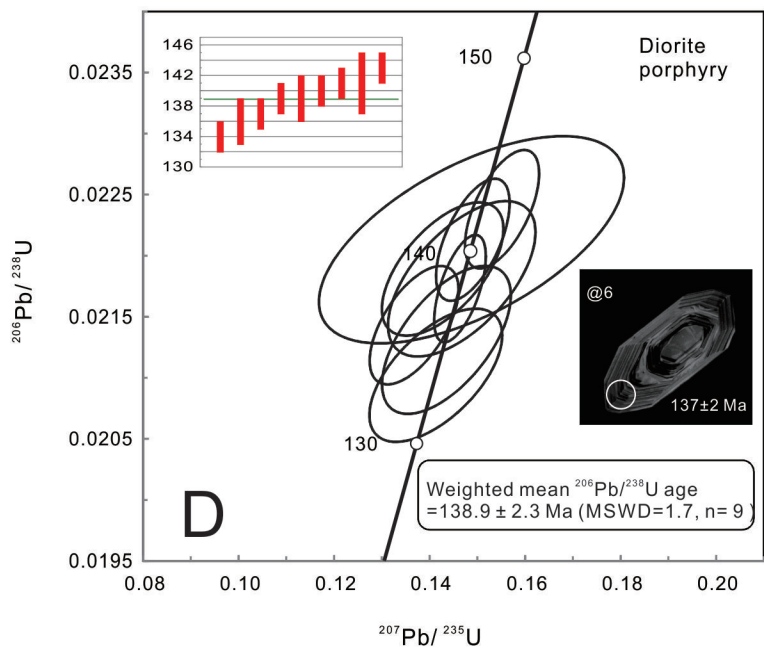 146
142
138
134
130
Diorite
porphyry
150
140
130
@6
137±2 Ma
Weighted mean ²⁰⁶Pb/²³⁸U age
=138.9 ± 2.3 Ma (MSWD=1.7, n= 9 )
D
0.0235
0.0225
0.0215
0.0205
0.0195
²⁰⁶Pb/ ²³⁸U
0.08
0.10
0.12
0.14
0.16
0.18
0.20
²⁰⁷Pb/ ²³⁵U